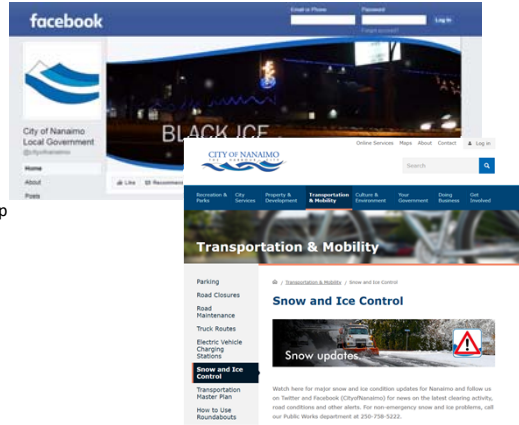 facebook
Email or Phone
Password
Log In
Forgot account?
City of Nanaimo
Local Government
@cityofnanaimo
Home
About
Posts
BLACK ICE
Like
Recommend
p
CITY OF NANAIMO
THE HARBOUR CITY
Online Services Maps About Contact Log in
Search
Recreation & Parks
City Services
Property & Development
Transportation & Mobility
Culture & Environment
Your Government
Doing Business
Get Involved
Transportation & Mobility
Parking
Road Closures
Road
Maintenance
Truck Routes
Electric Vehicle
Charging
Stations
Snow and Ice
Control
Transportation
Master Plan
How to Use
Roundabouts
/ Transportation & Mobility / Snow and Ice Control
Snow and Ice Control
Snow updates.
Watch here for major snow and ice condition updates for Nanaimo and follow us
on Twitter and Facebook (CityofNanaimo) for news on the latest clearing activity,
road conditions and other alerts. For non-emergency snow and ice problems, call
our Public Works department at 250-758-5222.